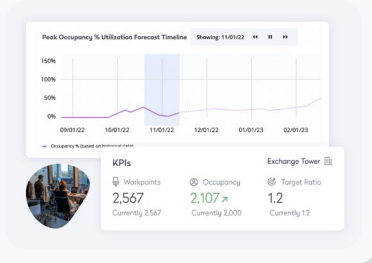 Peak Occupancy % Utilization Forecast Timeline
Showing: 11/01/22
150%
100%
50%
0%
09/01/22 10/01/22 11/01/22 12/01/22 01/01/23 02/01/23
Occupancy % (based on historical data)
KPIs
Exchange Tower
Workpoints Occupancy Target Ratio
2,567 2,107 1.2
Currently 2,567 Currently 2,000 Currently 1.2